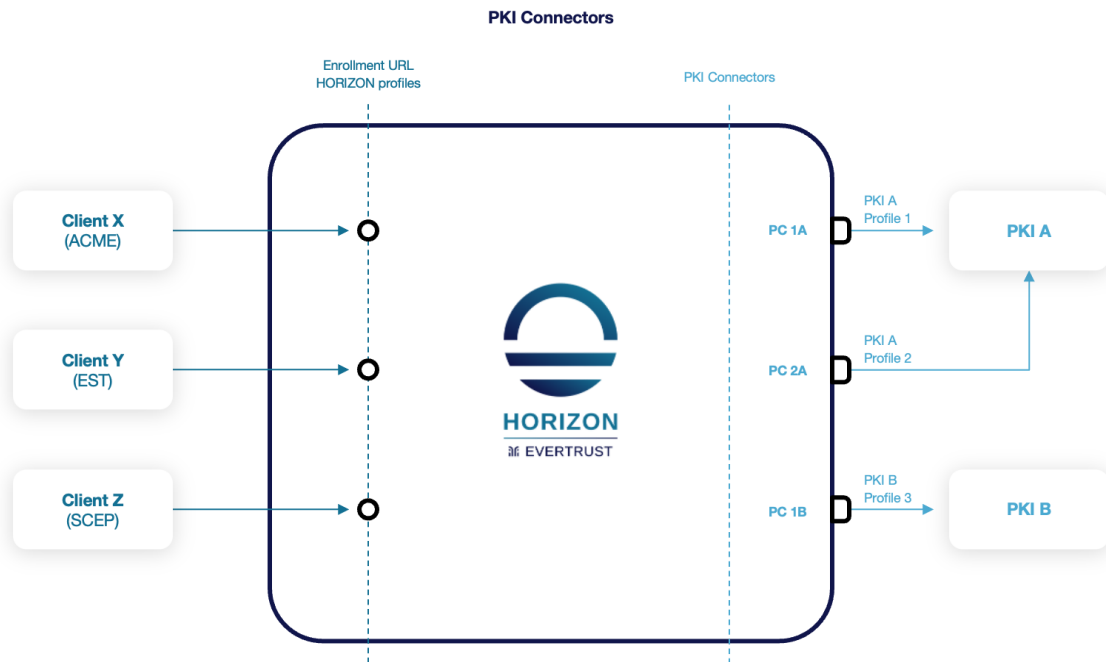 PKI Connectors
Enrollment URL
HORIZON profiles
PKI Connectors
Client X
(ACME)
PC 1A
PKI A
Profile 1
PKI A
Client Y
(EST)
PC 2A
PKI A
Profile 2
HORIZON
EVERTRUST
Client Z
(SCEP)
PC 1B
PKI B
Profile 3
PKI B